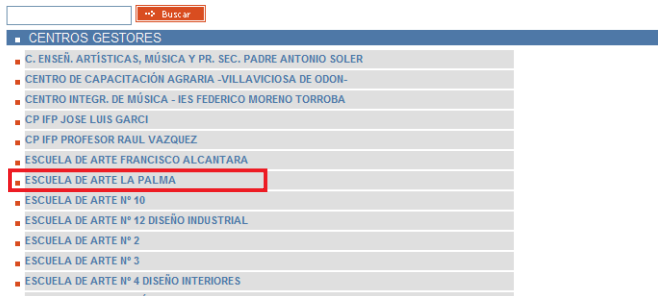 Buscar
CENTROS GESTORES
C. ENSEÑ. ARTÍSTICAS, MÚSICA Y PR. SEC. PADRE ANTONIO SOLER
CENTRO DE CAPACITACIÓN AGRARIA -VILLAVICIOSA DE ODON-
CENTRO INTEGR. DE MÚSICA - IES FEDERICO MORENO TORROBA
CP IFP JOSE LUIS GARCI
CP IFP PROFESOR RAUL VAZQUEZ
ESCUELA DE ARTE FRANCISCO ALCANTARA
ESCUELA DE ARTE LA PALMA
ESCUELA DE ARTE Nº 10
ESCUELA DE ARTE Nº 12 DISEÑO INDUSTRIAL
ESCUELA DE ARTE Nº 2
ESCUELA DE ARTE Nº 3
ESCUELA DE ARTE Nº 4 DISEÑO INTERIORES